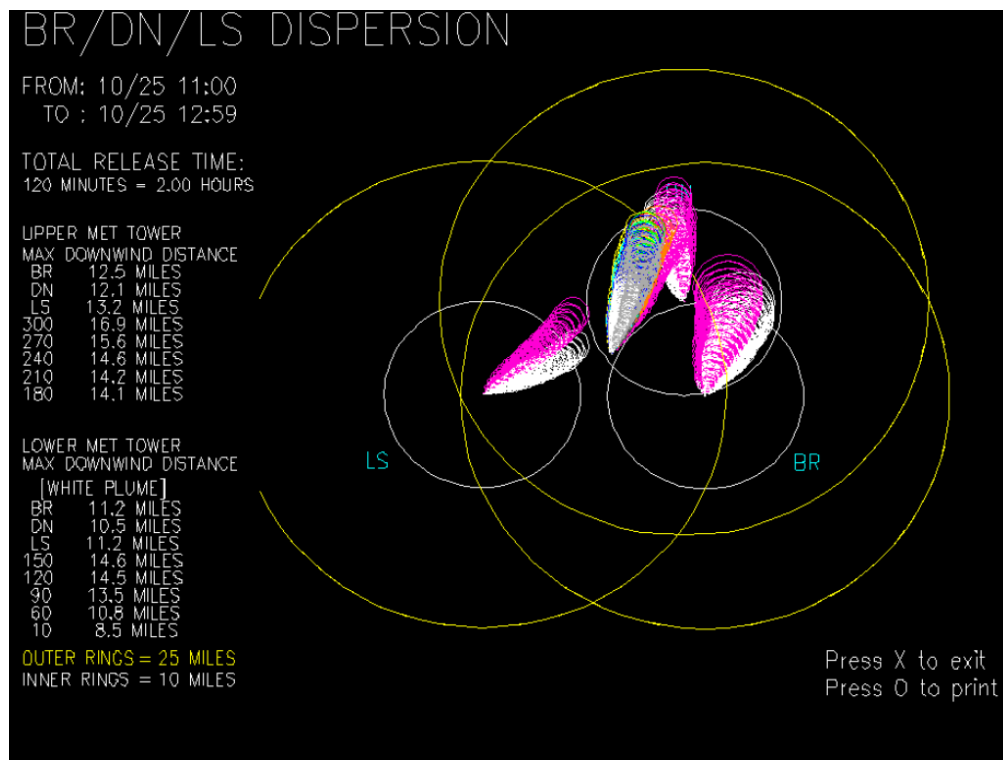 BR/DN/LS DISPERSION
FROM: 10/25 11:00
TO : 10/25 12:59
TOTAL RELEASE TIME:
120 MINUTES = 2.00 HOURS
UPPER MET TOWER
MAX DOWNWIND DISTANCE
BR 12.5 MILES
DN 12.1 MILES
LS 13.2 MILES
300 16.9 MILES
270 15.6 MILES
240 14.6 MILES
210 14.2 MILES
180 14.1 MILES
LOWER MET TOWER
MAX DOWNWIND DISTANCE
[WHITE PLUME]
BR 11.2 MILES
DN 10.5 MILES
LS 11.2 MILES
150 14.6 MILES
120 14.5 MILES
90 13.5 MILES
60 10.8 MILES
10 8.5 MILES
OUTER RINGS = 25 MILES
INNER RINGS = 10 MILES
LS
BR
Press X to exit
Press O to print